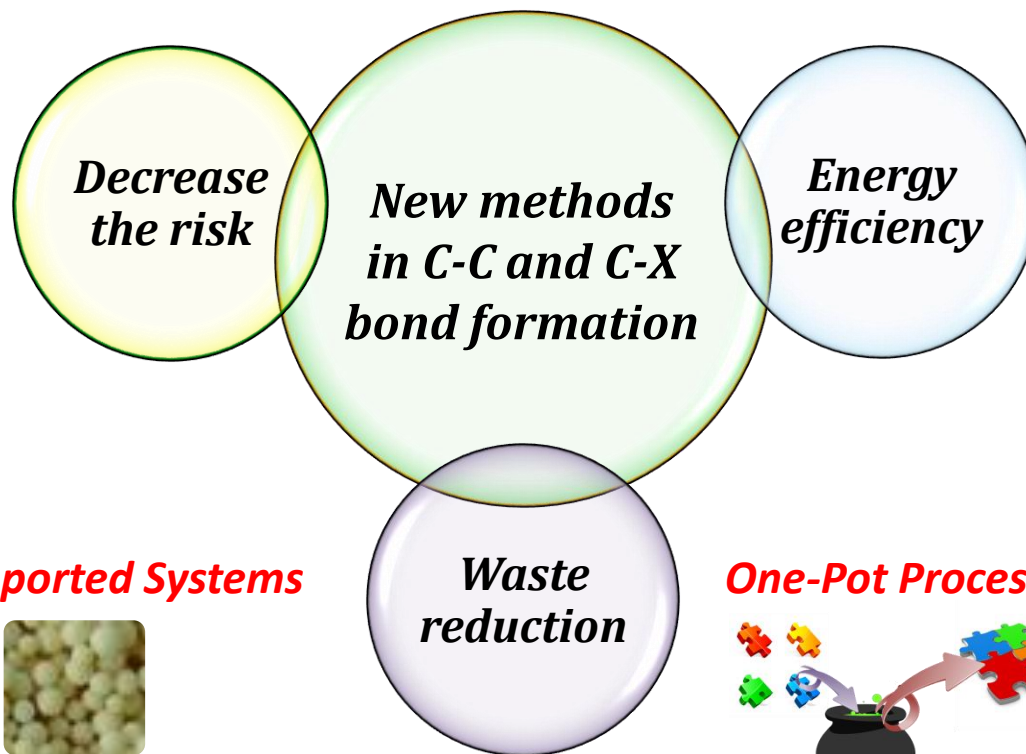 Decrease
the risk
New methods
in C-C and C-X
bond formation
Energy
efficiency
ported Systems
Waste
reduction
One-Pot Proces